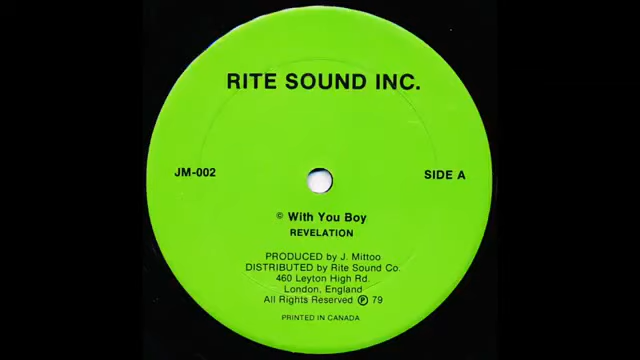 RITE SOUND INC.
JM-002
SIDE A
© With You Boy
REVELATION
PRODUCED by J. Mittoo
DISTRIBUTED by Rite Sound Co.
460 Leyton High Rd.
London, England
All Rights Reserved ℗ 79
PRINTED IN CANADA